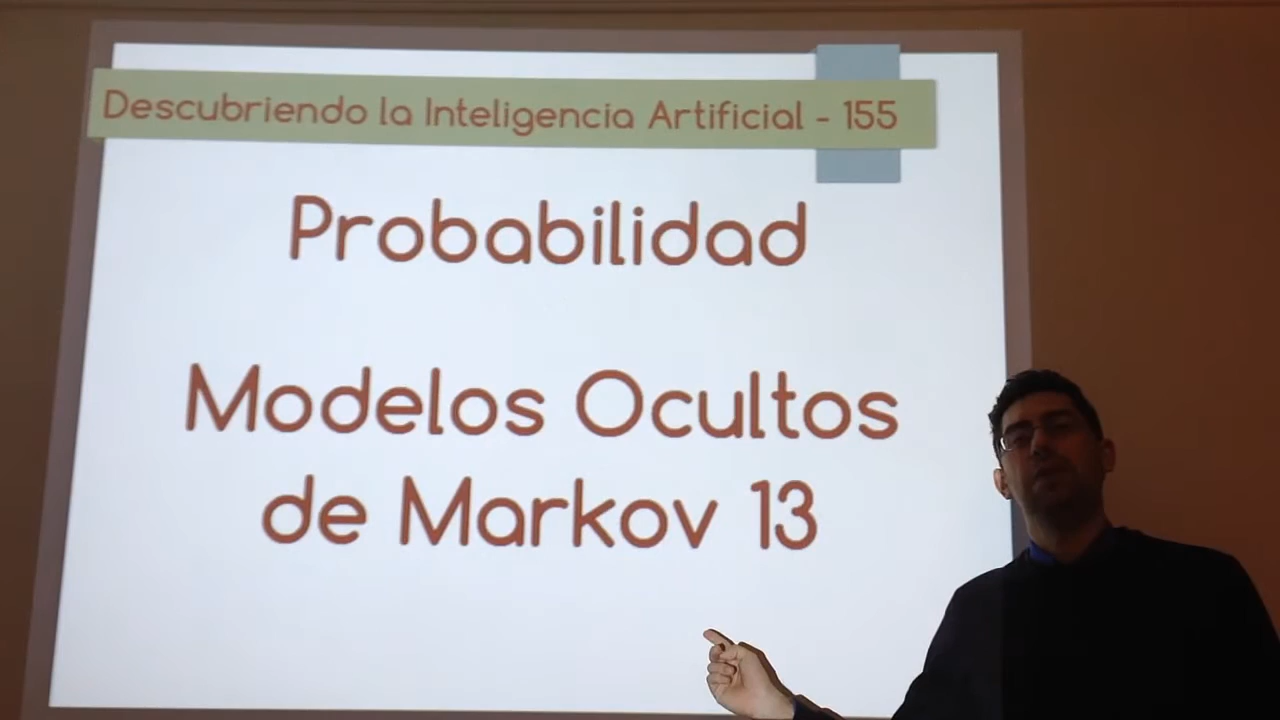 Descubriendo la Inteligencia Artificial - 155
Probabilidad
Modelos Ocultos
de Markov 13